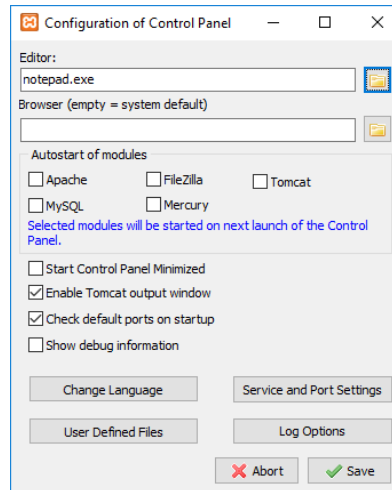 Configuration of Control Panel
Editor:
notepad.exe
Browser (empty = system default)
Autostart of modules
Apache FileZilla Tomcat
MySQL Mercury
Selected modules will be started on next launch of the Control
Panel.
Start Control Panel Minimized
Enable Tomcat output window
Check default ports on startup
Show debug information
Change Language Service and Port Settings
User Defined Files Log Options
Abort Save